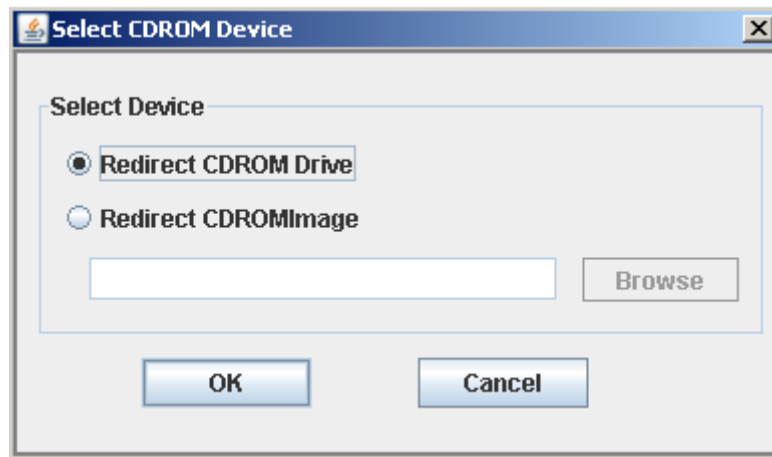 Select CDROM Device
Select Device
Redirect CDROM Drive
Redirect CDROMImage
Browse
OK
Cancel